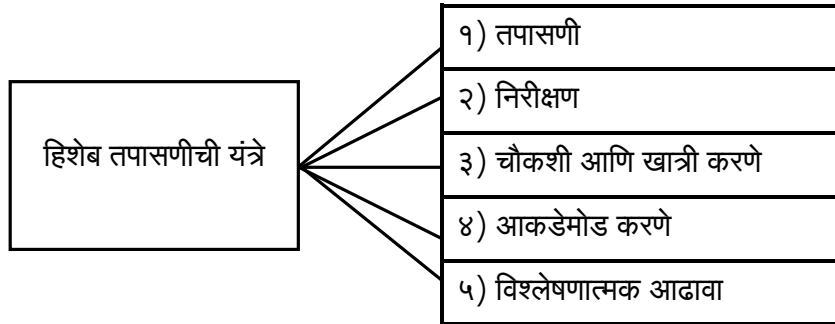 हिशेब तपासणीची यंत्रे
१) तपासणी
२) निरीक्षण
३) चौकशी आणि खात्री करणे
४) आकडेमोड करणे
५) विश्लेषणात्मक आढावा